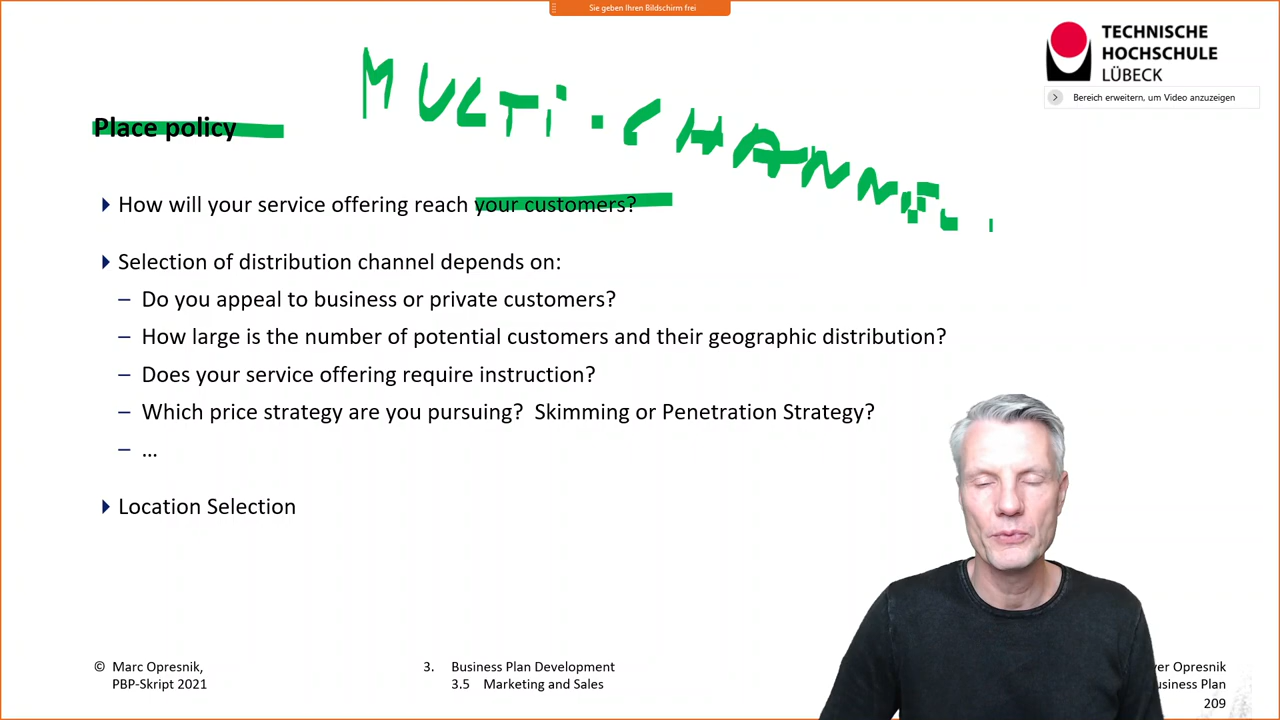 Sie geben Ihren Bildschirm frei
MULTI-CHANNEL
TECHNISCHE
HOCHSCHULE
LÜBECK
Bereich erweitern, um Video anzuzeigen
Place policy
How will your service offering reach your customers?
Selection of distribution channel depends on:
– Do you appeal to business or private customers?
– How large is the number of potential customers and their geographic distribution?
– Does your service offering require instruction?
– Which price strategy are you pursuing? Skimming or Penetration Strategy?
– …
Location Selection
© Marc Opresnik,
PBP-Skript 2021
3. Business Plan Development
3.5 Marketing and Sales
Opresnik
Plan
209